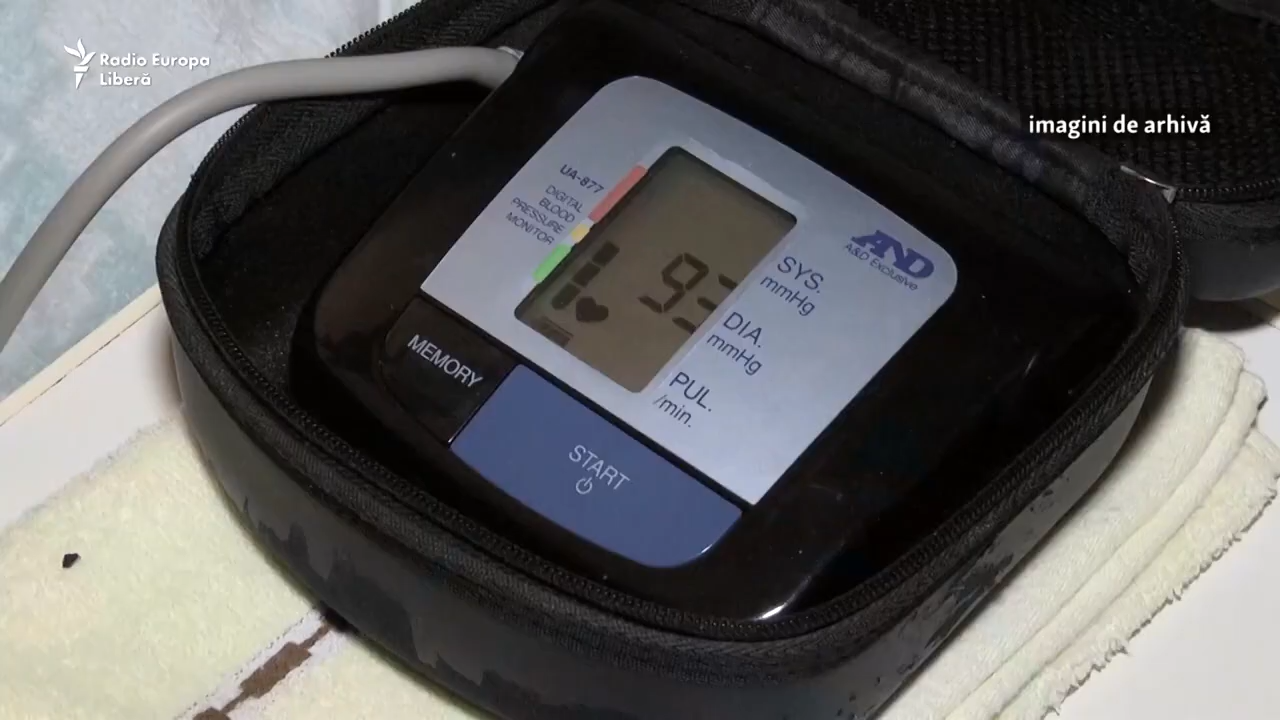 Radio Europa
Liberă
imagini de arhivă
UA-877
DIGITAL
BLOOD
PRESSURE
MONITOR
AND
A&D Exclusive
SYS.
mmHg
DIA.
mmHg
PUL.
/min.
MEMORY
START